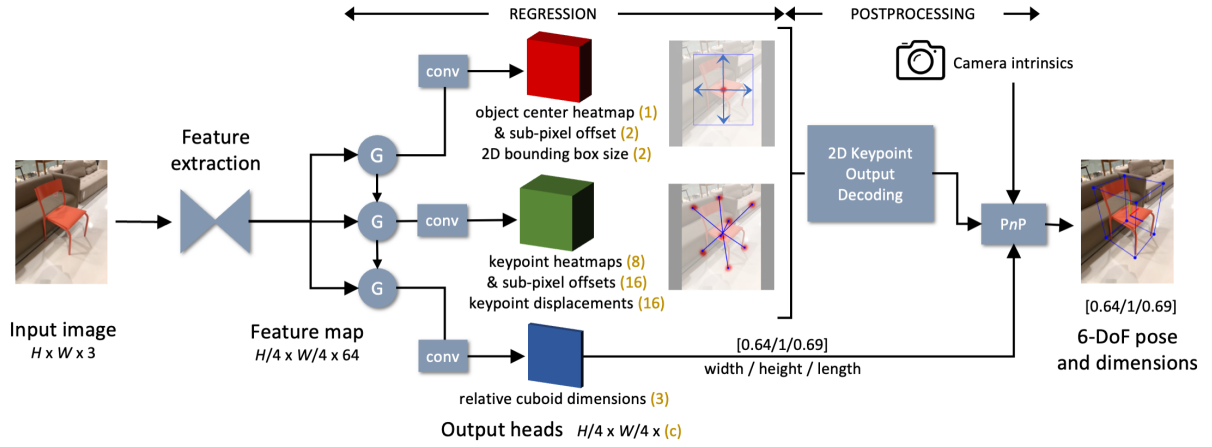 REGRESSION
POSTPROCESSING
conv
object center heatmap (1)
& sub-pixel offset (2)
2D bounding box size (2)
Camera intrinsics
Feature
extraction
G
G
conv
keypoint heatmaps (8)
& sub-pixel offsets (16)
keypoint displacements (16)
2D Keypoint
Output
Decoding
PnP
G
Input image
H x W x 3
Feature map
H/4 x W/4 x 64
conv
relative cuboid dimensions (3)
[0.64/1/0.69]
width / height / length
[0.64/1/0.69]
6-DoF pose
and dimensions
Output heads H/4 x W/4 x (c)